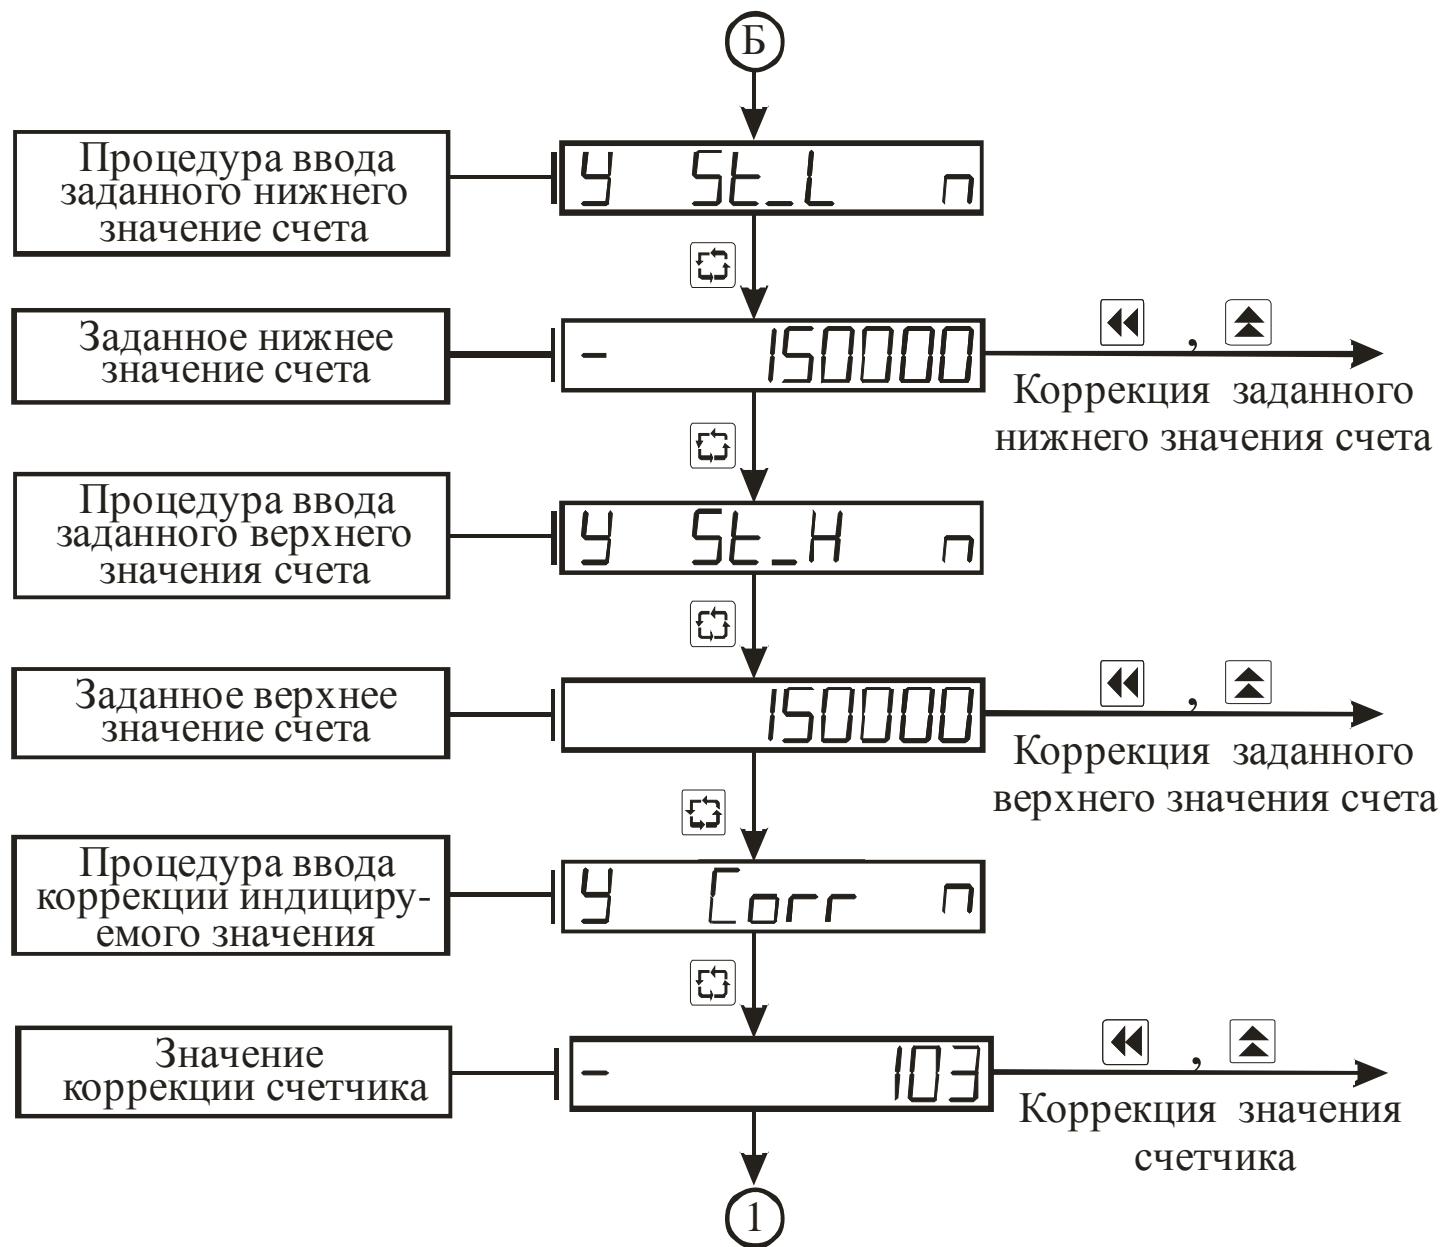 Б
Процедура ввода
заданного нижнего
значение счета
У St_L n
Заданное нижнее
значение счета
- 150000
,
Коррекция заданного
нижнего значения счета
Процедура ввода
заданного верхнего
значения счета
У St_H n
Заданное верхнее
значение счета
150000
,
Коррекция заданного
верхнего значения счета
Процедура ввода
коррекции индициру-
емого значения
У Corr n
Значение
коррекции счетчика
- 103
,
Коррекция значения
счетчика
1